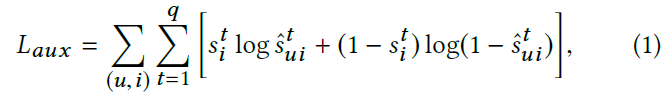 L_{aux} = \sum_{(u,i)} \sum_{t=1}^{q} \left[ s_i^t \log \hat{s}_{ui}^t + (1 - s_i^t) \log(1 - \hat{s}_{ui}^t) \right], (1)